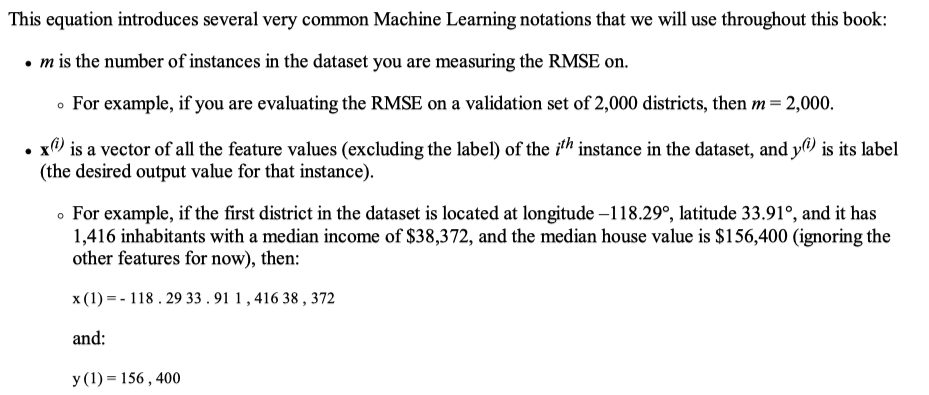 This equation introduces several very common Machine Learning notations that we will use throughout this book:
• m is the number of instances in the dataset you are measuring the RMSE on.
◦ For example, if you are evaluating the RMSE on a validation set of 2,000 districts, then m = 2,000.
• x(i) is a vector of all the feature values (excluding the label) of the ith instance in the dataset, and y(i) is its label
(the desired output value for that instance).
◦ For example, if the first district in the dataset is located at longitude –118.29°, latitude 33.91°, and it has
1,416 inhabitants with a median income of $38,372, and the median house value is $156,400 (ignoring the
other features for now), then:
x (1) = - 118 . 29 33 . 91 1 , 416 38 , 372
and:
y (1) = 156 , 400